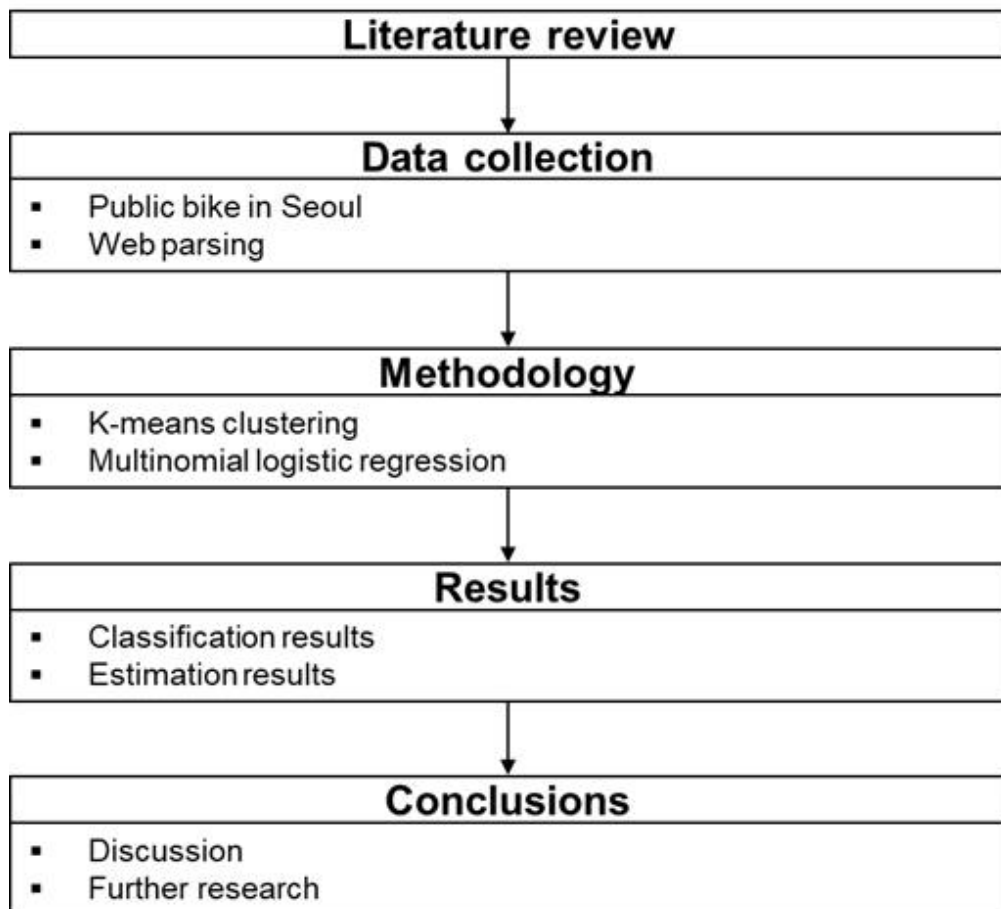 Literature review
Data collection
▪ Public bike in Seoul
▪ Web parsing
Methodology
▪ K-means clustering
▪ Multinomial logistic regression
Results
▪ Classification results
▪ Estimation results
Conclusions
▪ Discussion
▪ Further research